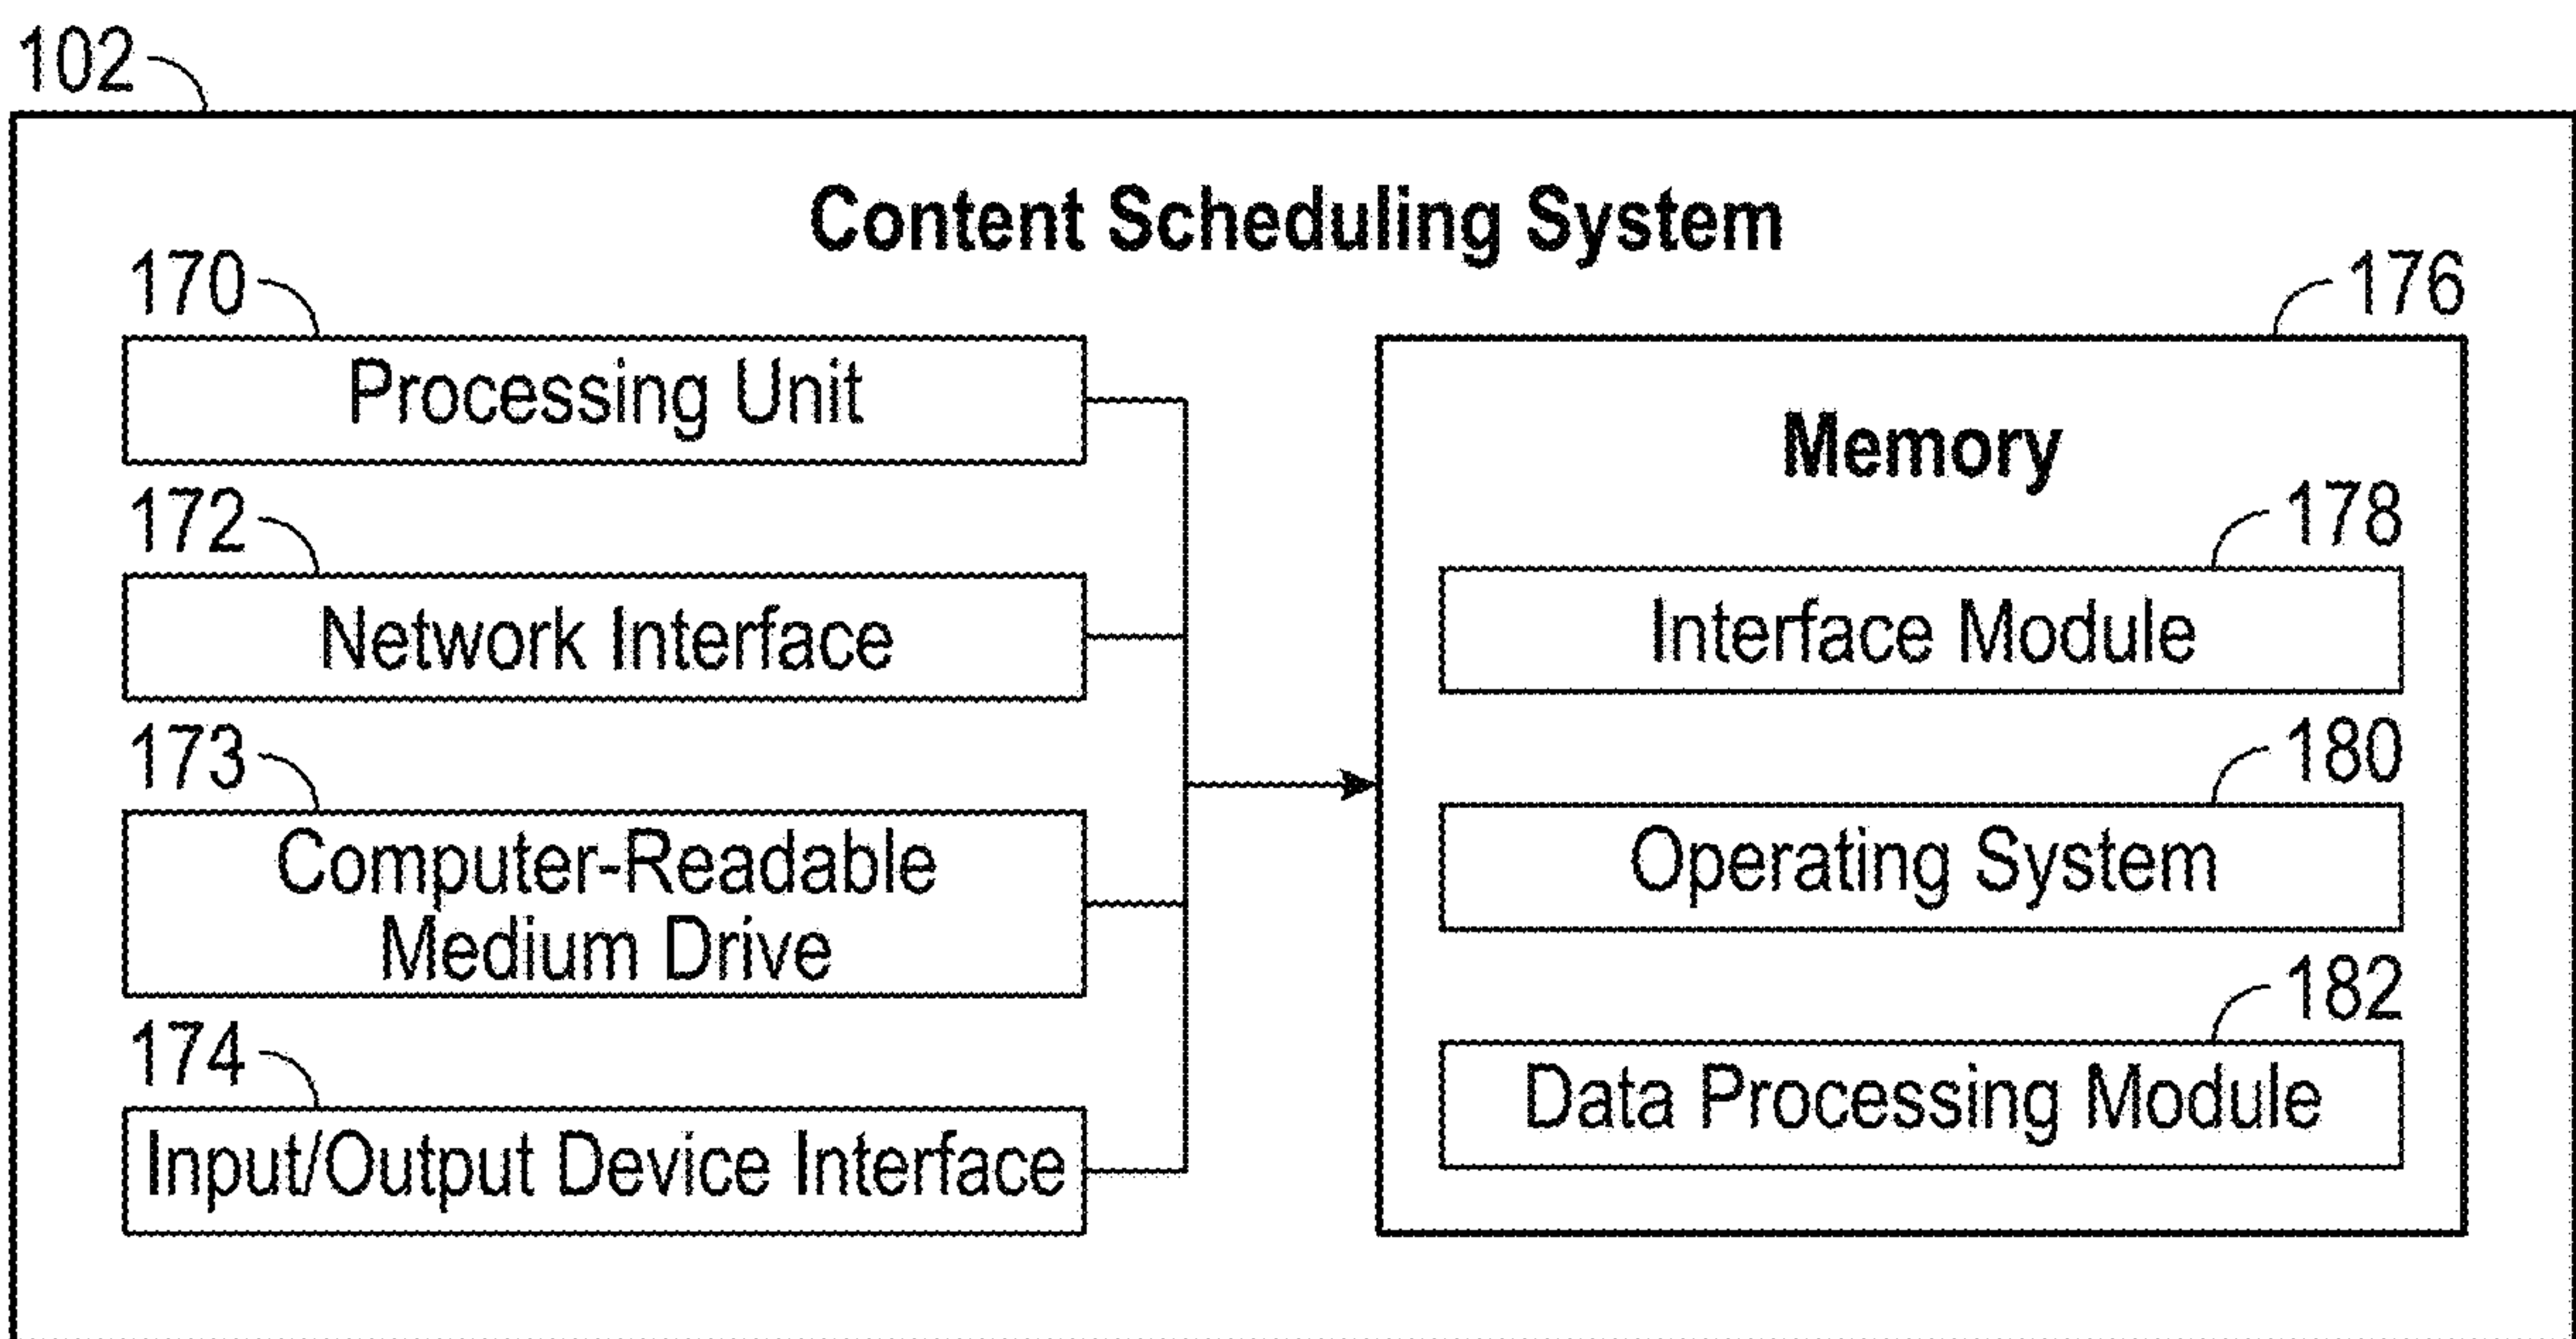 102
Content Scheduling System
170
Processing Unit
172
Network Interface
173
Computer-Readable
Medium Drive
174
Input/Output Device Interface
176
Memory
178
Interface Module
180
Operating System
182
Data Processing Module